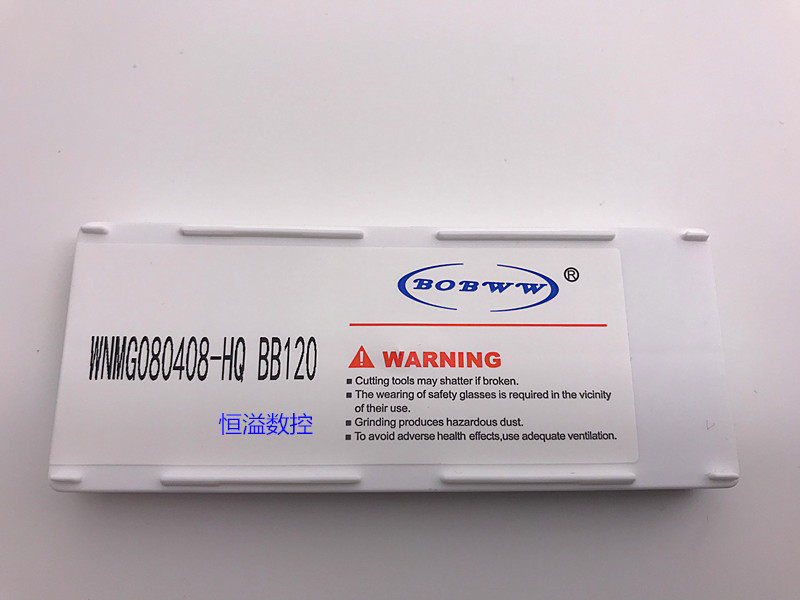 BOBWW®
WNMG080408-HQ BB120
WARNING
Cutting tools may shatter if broken.
The wearing of safety glasses is required in the vicinity
of their use.
Grinding produces hazardous dust.
To avoid adverse health effects,use adequate ventilation.
恒溢数控